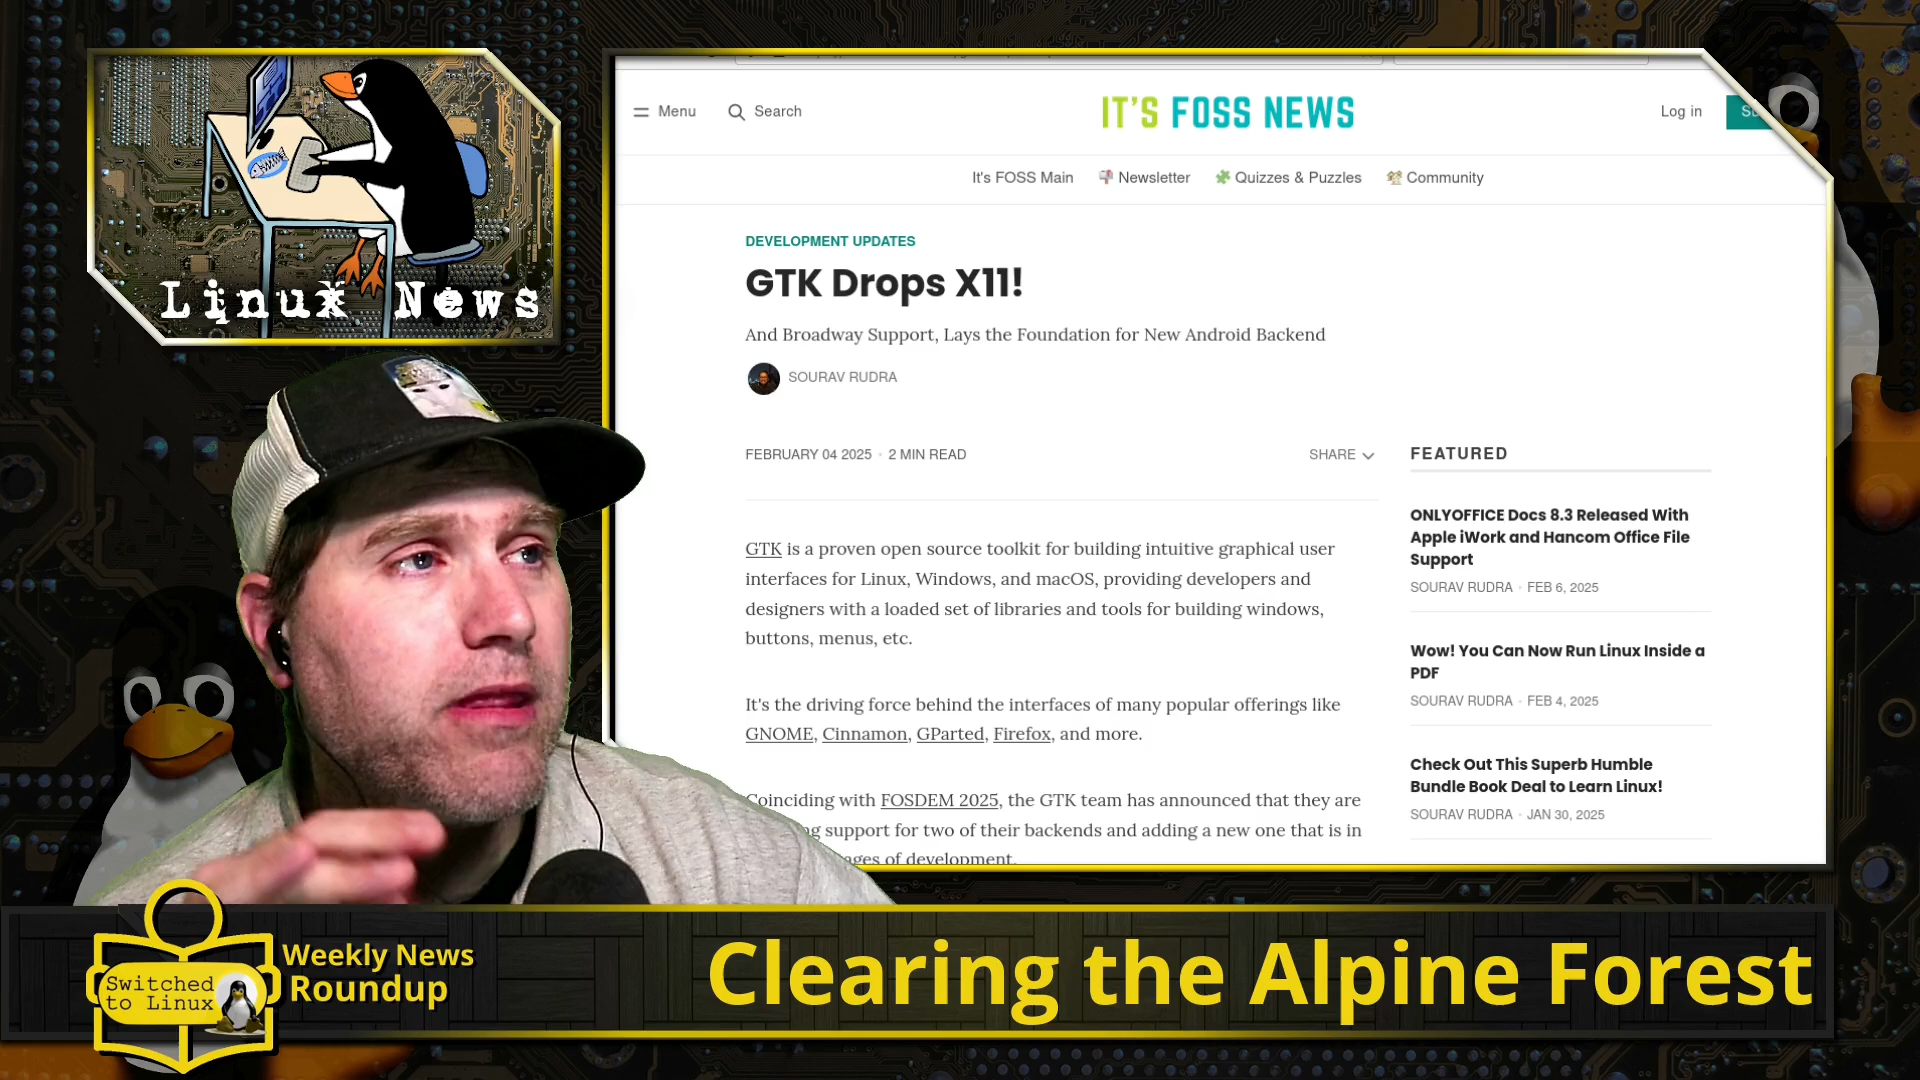 Linux News
Menu
Search
IT'S FOSS NEWS
Log in
It's FOSS Main
Newsletter
Quizzes & Puzzles
Community
DEVELOPMENT UPDATES
GTK Drops X11!
And Broadway Support, Lays the Foundation for New Android Backend
SOURAV RUDRA
FEBRUARY 04 2025 • 2 MIN READ
SHARE
GTK is a proven open source toolkit for building intuitive graphical user
interfaces for Linux, Windows, and macOS, providing developers and
designers with a loaded set of libraries and tools for building windows,
buttons, menus, etc.
It's the driving force behind the interfaces of many popular offerings like
GNOME, Cinnamon, GParted, Firefox, and more.
Coinciding with FOSDEM 2025, the GTK team has announced that they are
support for two of their backends and adding a new one that is in
of development.
FEATURED
ONLYOFFICE Docs 8.3 Released With
Apple iWork and Hancom Office File
Support
SOURAV RUDRA • FEB 6, 2025
Wow! You Can Now Run Linux Inside a
PDF
SOURAV RUDRA • FEB 4, 2025
Check Out This Superb Humble
Bundle Book Deal to Learn Linux!
SOURAV RUDRA • JAN 30, 2025
Switched
to Linux
Weekly News
Roundup
Clearing the Alpine Forest